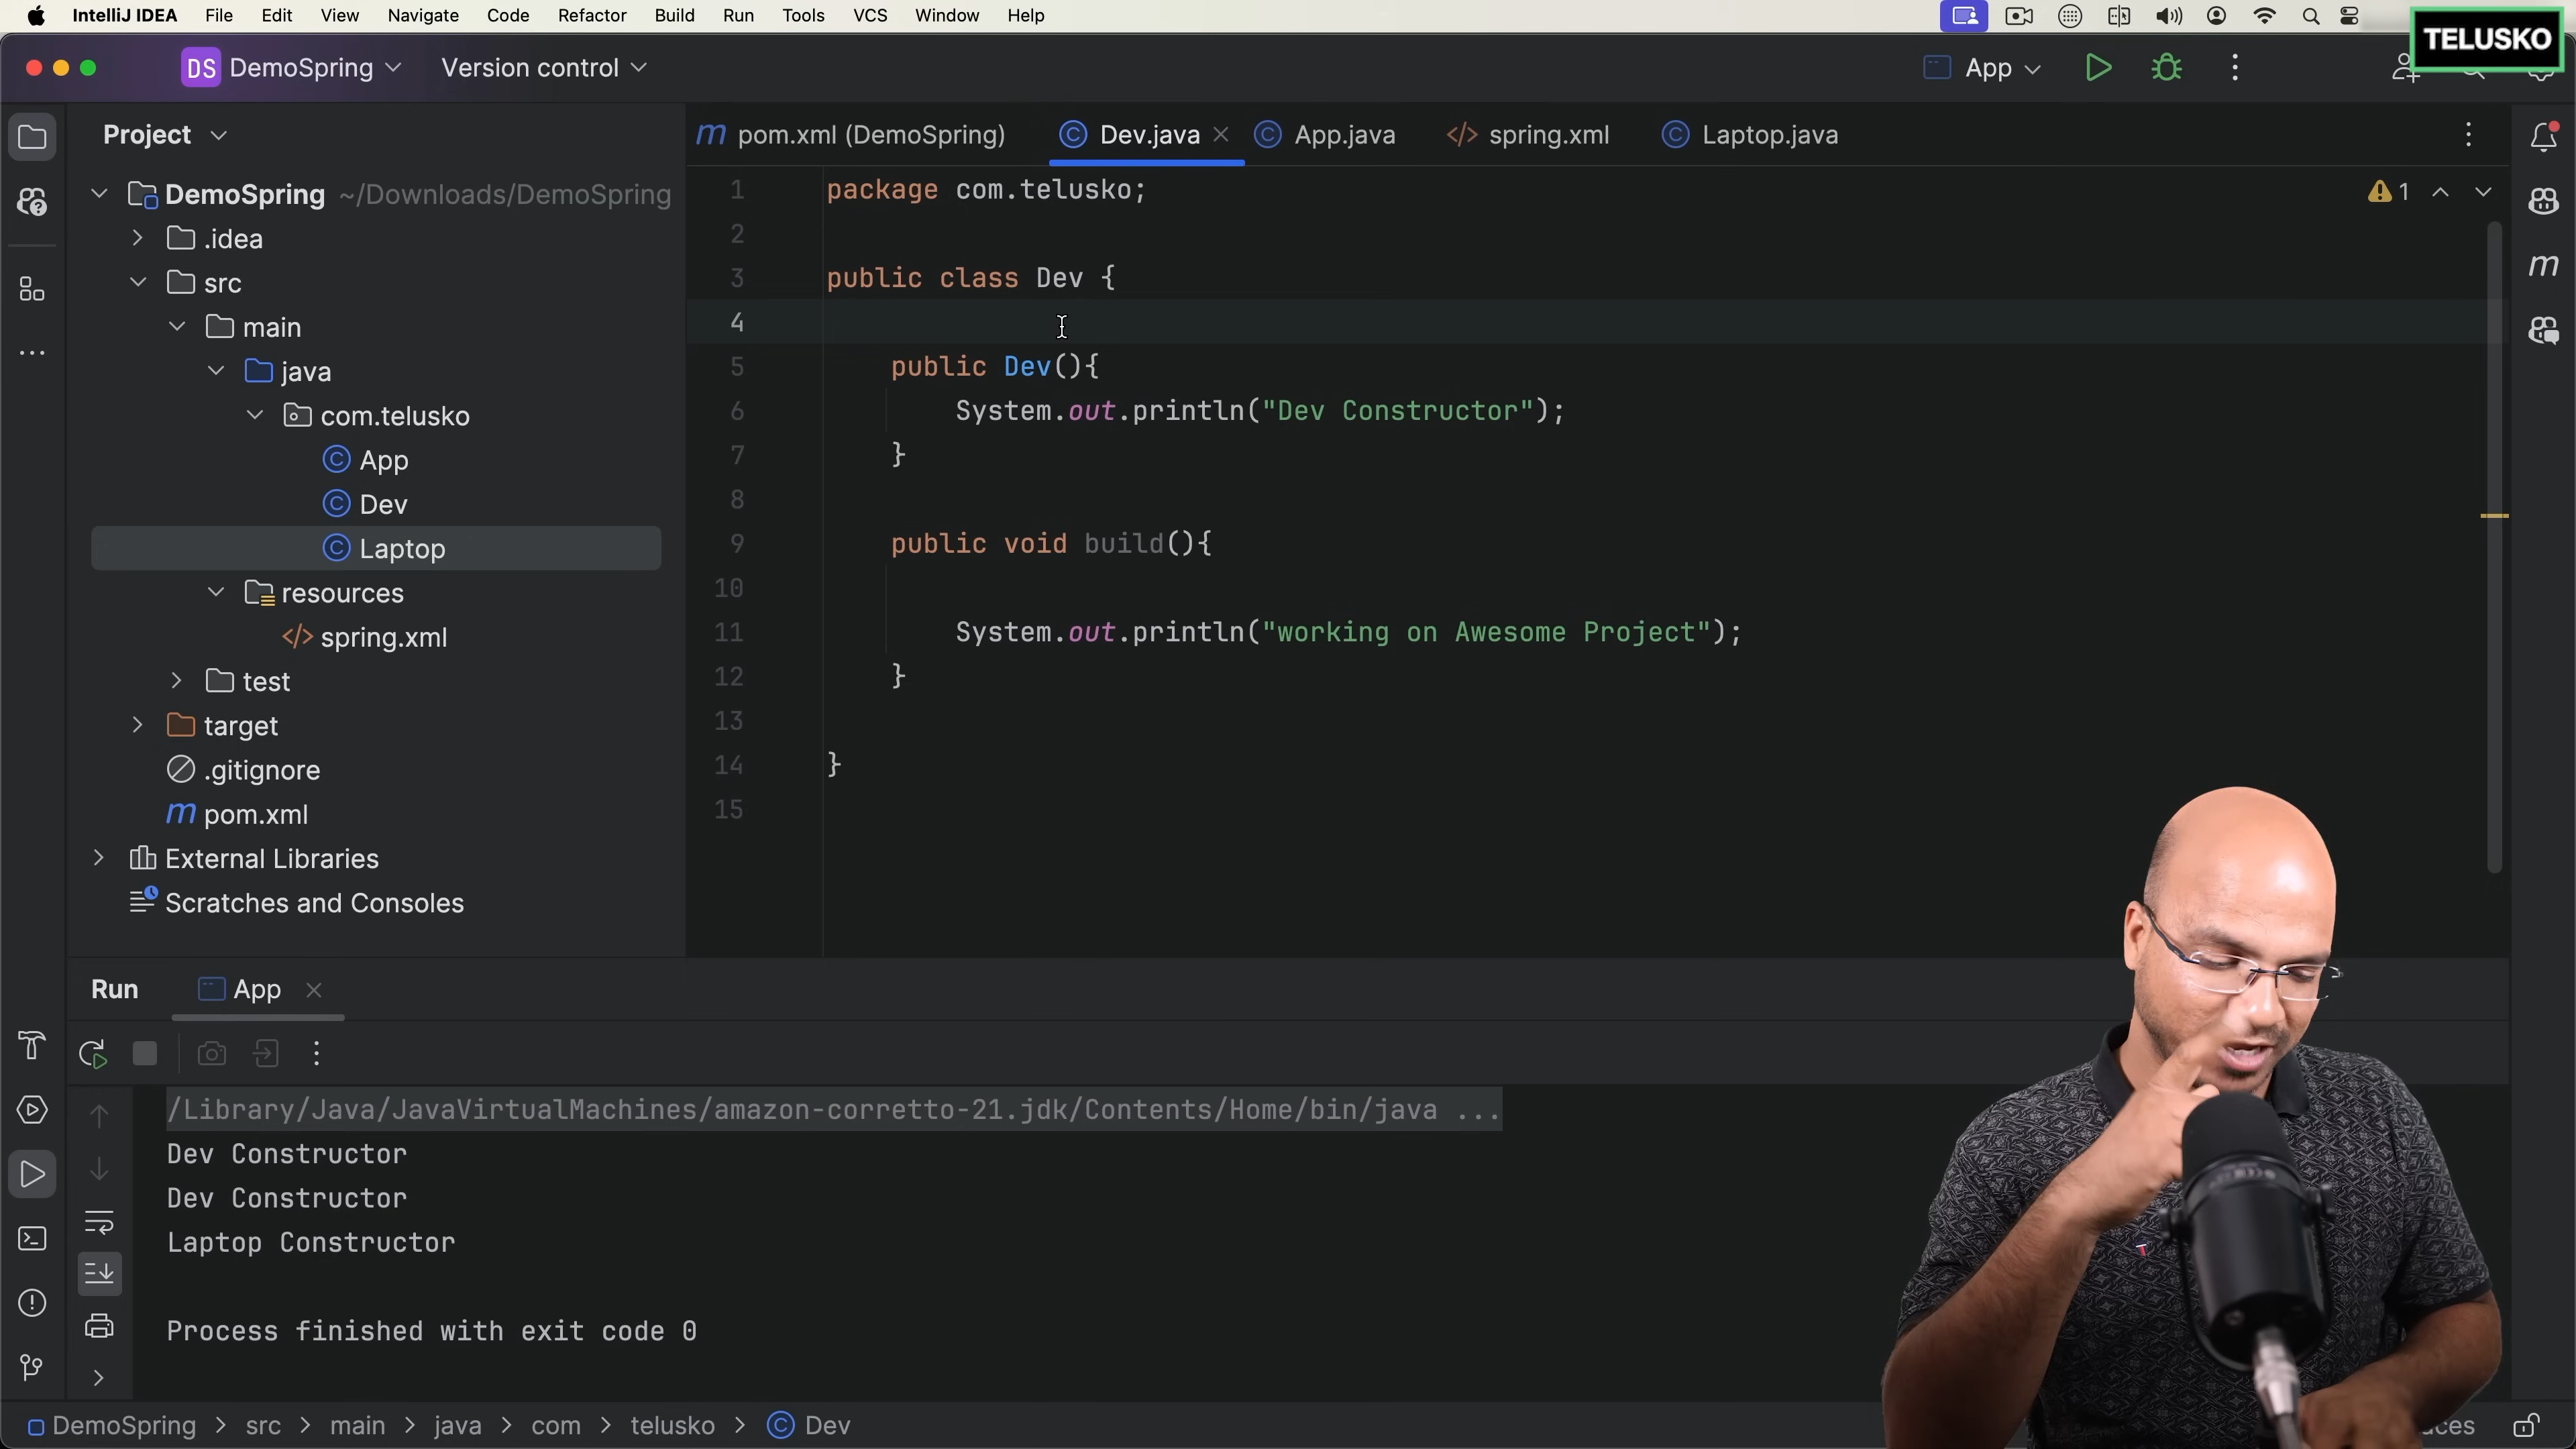 IntelliJ IDEA File Edit View Navigate Code Refactor Build Run Tools VCS Window Help
TELUSKO
DS DemoSpring Version control App
Project
pom.xml (DemoSpring) Dev.java App.java spring.xml Laptop.java
DemoSpring ~/Downloads/DemoSpring
.idea
src
main
java
com.telusko
App
Dev
Laptop
resources
spring.xml
test
target
.gitignore
pom.xml
External Libraries
Scratches and Consoles
1 package com.telusko;
2
3 public class Dev {
4
5 public Dev(){
6 System.out.println("Dev Constructor");
7 }
8
9 public void build(){
10
11 System.out.println("working on Awesome Project");
12 }
13
14 }
15
1
Run App
/Library/Java/JavaVirtualMachines/amazon-corretto-21.jdk/Contents/Home/bin/java ...
Dev Constructor
Dev Constructor
Laptop Constructor
Process finished with exit code 0
DemoSpring > src > main > java > com > telusko > Dev